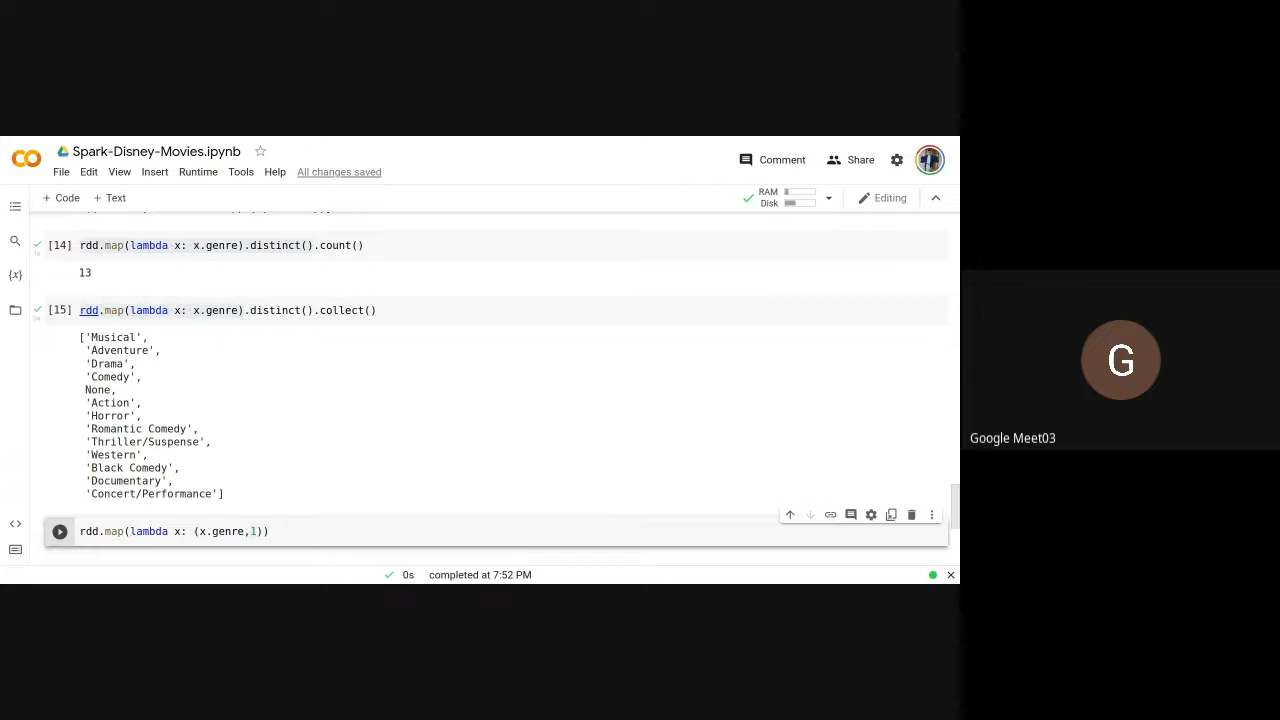 Spark-Disney-Movies.ipynb
File Edit View Insert Runtime Tools Help All changes saved
Comment Share
+ Code + Text
RAM
Disk
Editing
[14] rdd.map(lambda x: x.genre).distinct().count()
1s
13
[15] rdd.map(lambda x: x.genre).distinct().collect()
0s
['Musical',
'Adventure',
'Drama',
'Comedy',
None,
'Action',
'Horror',
'Romantic Comedy',
'Thriller/Suspense',
'Western',
'Black Comedy',
'Documentary',
'Concert/Performance']
rdd.map(lambda x: (x.genre,1))
0s completed at 7:52 PM
G
Google Meet03